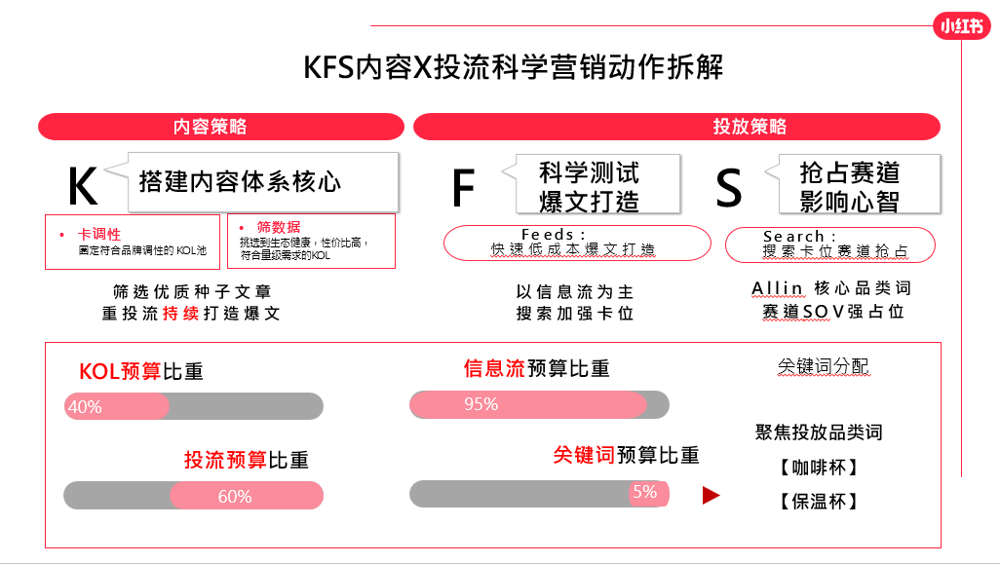 小红书
KFS内容X投流科学营销动作拆解
内容策略
投放策略
K
搭建内容体系核心
F
科学测试
爆文打造
S
抢占赛道
影响心智
• 卡调性
圈定符合品牌调性的 KOL池
• 筛数据
挑选到生态健康，性价比高，
符合量级需求的KOL
Feeds：
快速低成本爆文打造
Search：
搜索卡位赛道抢占
筛选优质种子文章
重投流持续打造爆文
以信息流为主
搜索加强卡位
Allin 核心品类词
赛道SOV强占位
KOL预算比重
40%
投流预算比重
60%
信息流预算比重
95%
关键词预算比重
5%
关键词分配
聚焦投放品类词
【咖啡杯】
【保温杯】